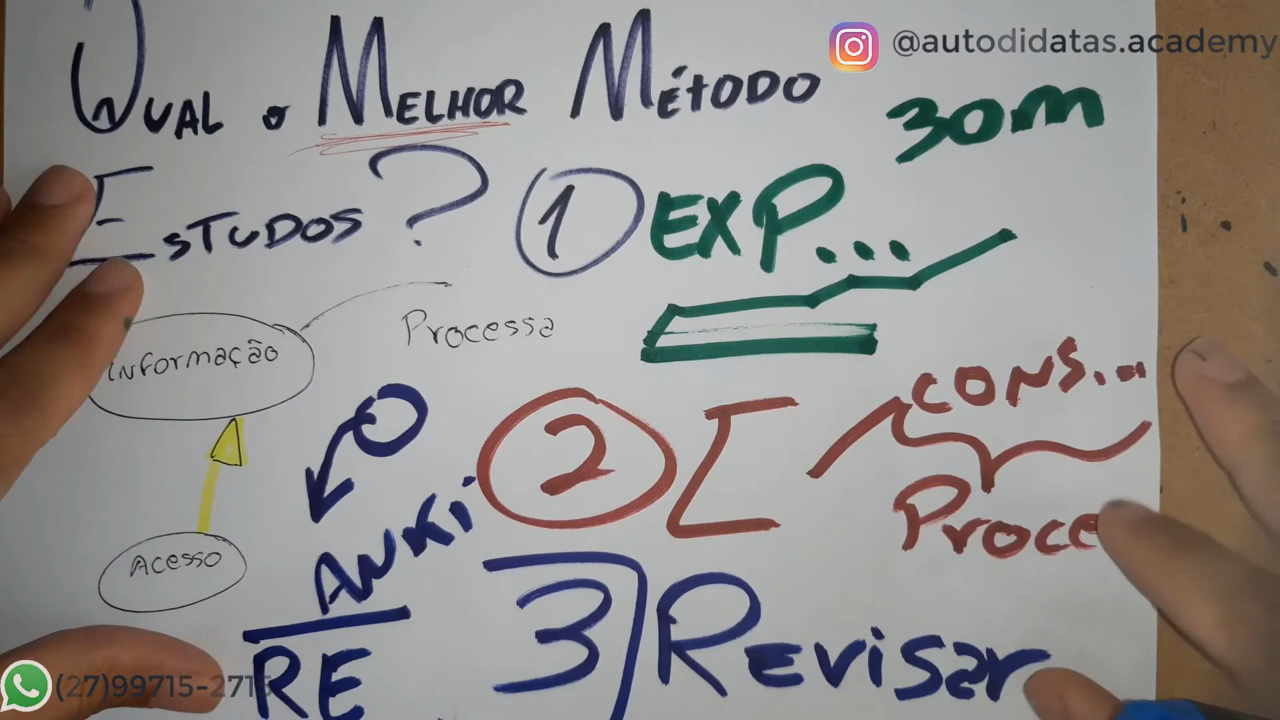 @autodidatas.academy
Qual o Melhor Método
30m
Estudos?
1 EXP...
Processa
Informação
CONS...
2
Acesso
ANKI
3 Revisar
RE
(27)99715-271